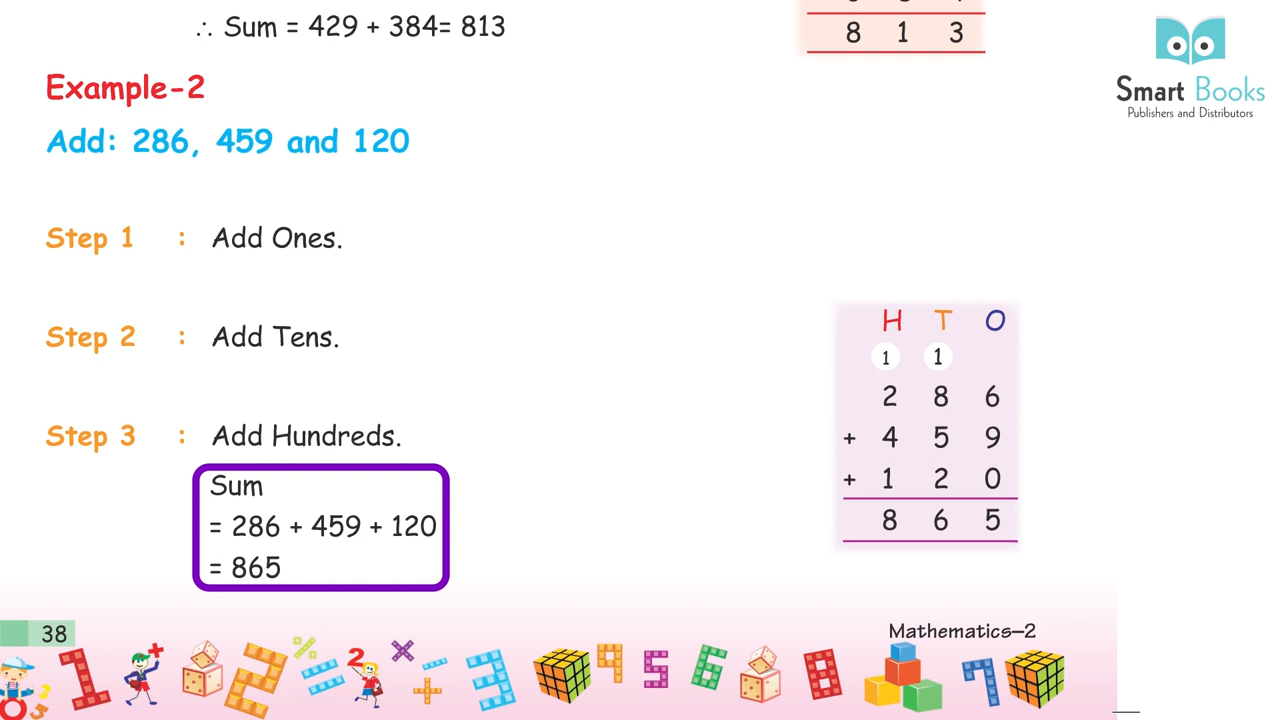 ∴ Sum = 429 + 384= 813
8 1 3
Smart Books
Publishers and Distributors
Example-2
Add: 286, 459 and 120
Step 1 : Add Ones.
Step 2 : Add Tens.
Step 3 : Add Hundreds.
Sum
= 286 + 459 + 120
= 865
H T O
1 1
2 8 6
+ 4 5 9
+ 1 2 0
8 6 5
38
Mathematics–2